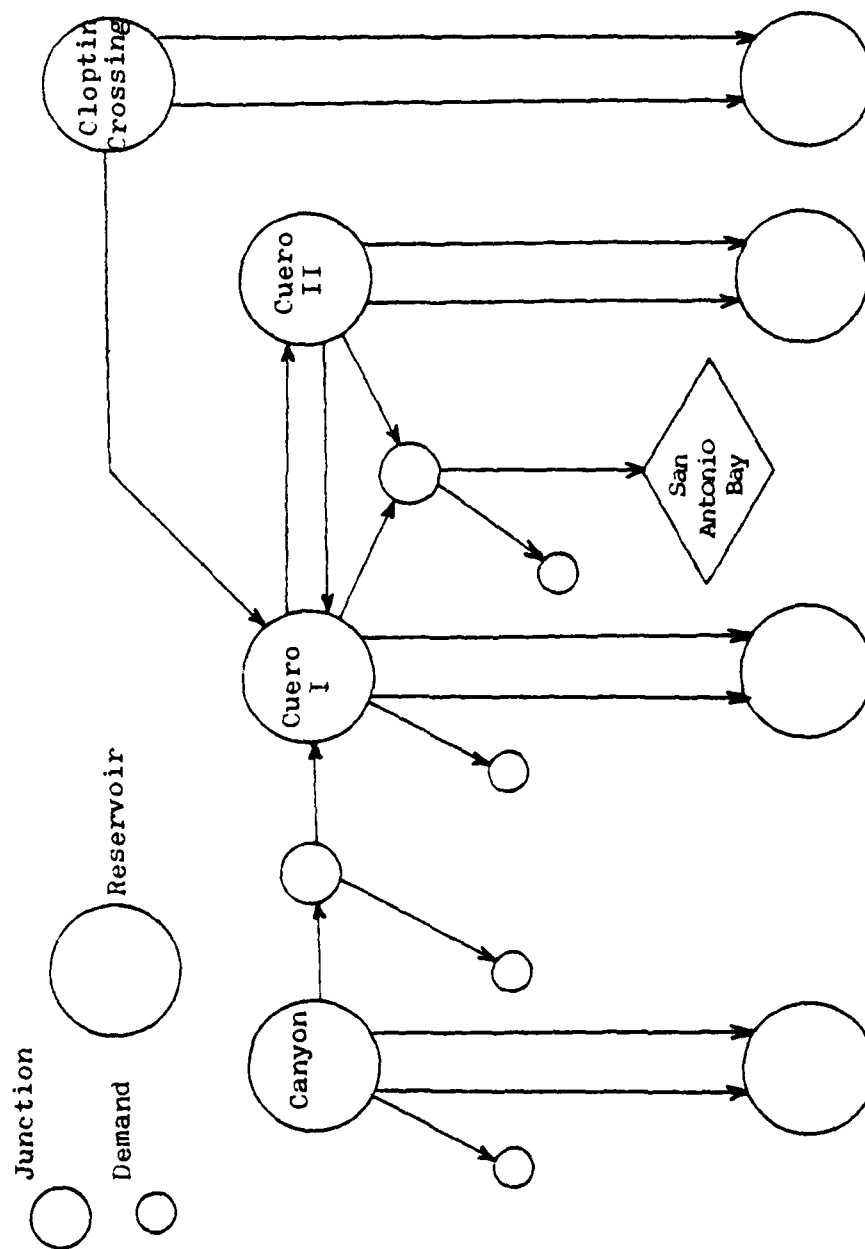 Junction
Demand
Reservoir
Canyon
Cuero
I
Cuero
II
Cloptin
Crossing
San
Antonio
Bay